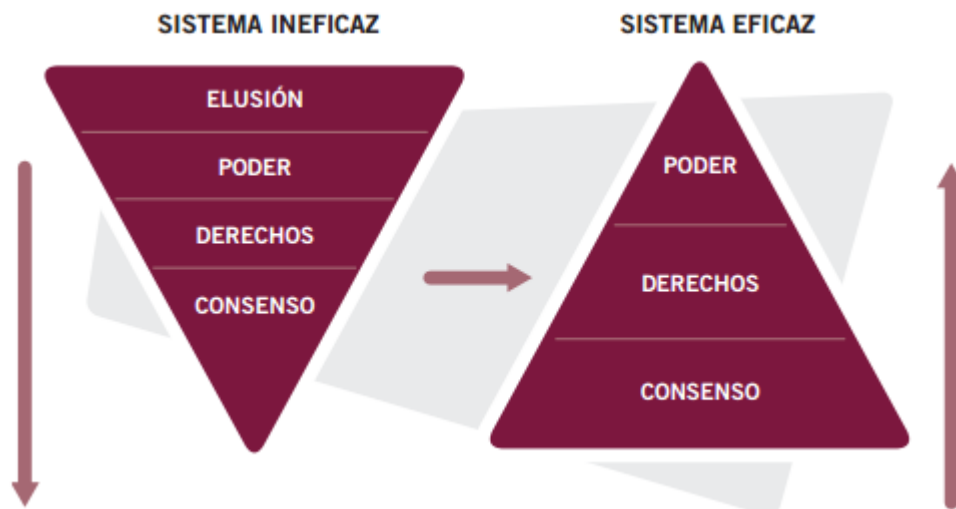 SISTEMA INEFICAZ
ELUSIÓN
PODER
DERECHOS
CONSENSO
SISTEMA EFICAZ
PODER
DERECHOS
CONSENSO